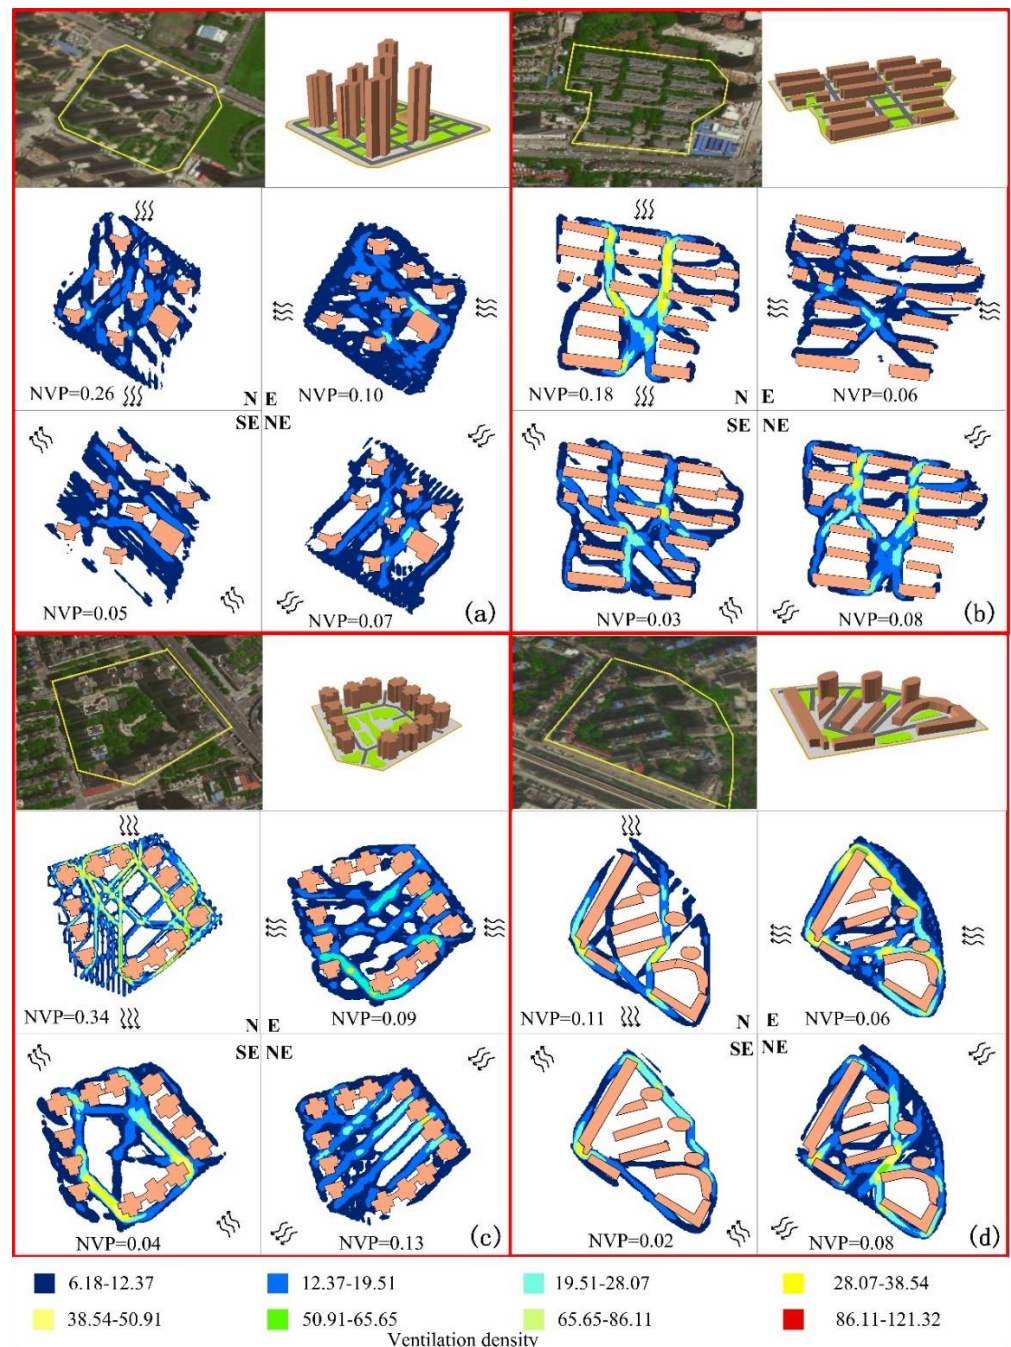 NVP=0.26
N
E
NVP=0.10
NVP=0.18
N
E
NVP=0.06
SE
NE
NVP=0.05
NVP=0.07
(a)
SE
NE
NVP=0.03
NVP=0.08
(b)
NVP=0.34
N
E
NVP=0.09
NVP=0.11
N
E
NVP=0.06
SE
NE
NVP=0.04
NVP=0.13
(c)
SE
NE
NVP=0.02
NVP=0.08
(d)
6.18-12.37
12.37-19.51
19.51-28.07
28.07-38.54
38.54-50.91
50.91-65.65
65.65-86.11
86.11-121.32
Ventilation density